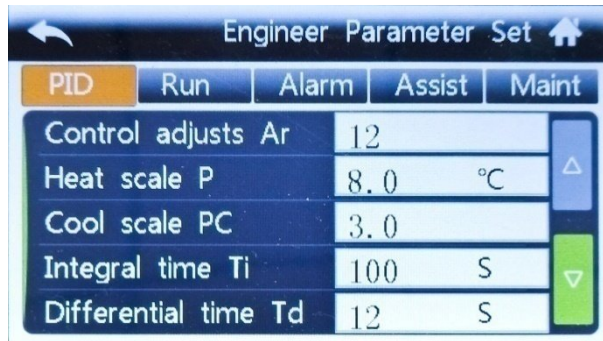 Engineer Parameter Set
PID Run Alarm Assist Maint
Control adjusts Ar 12
Heat scale P 8.0 °C
Cool scale PC 3.0
Integral time Ti 100 S
Differential time Td 12 S